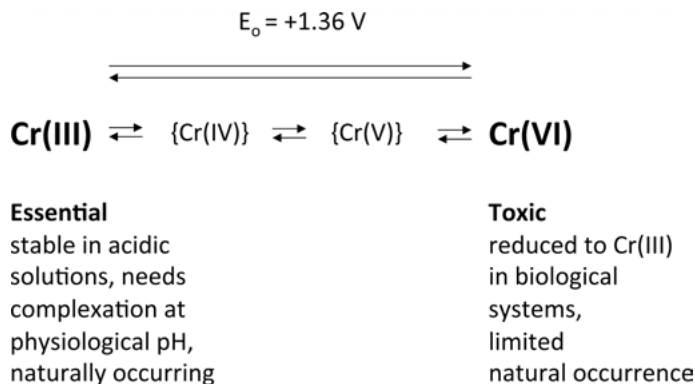 E₀ = +1.36 V
Cr(III) ⇌ {Cr(IV)} ⇌ {Cr(V)} ⇌ Cr(VI)
Essential
stable in acidic
solutions, needs
complexation at
physiological pH,
naturally occurring
Toxic
reduced to Cr(III)
in biological
systems,
limited
natural occurrence